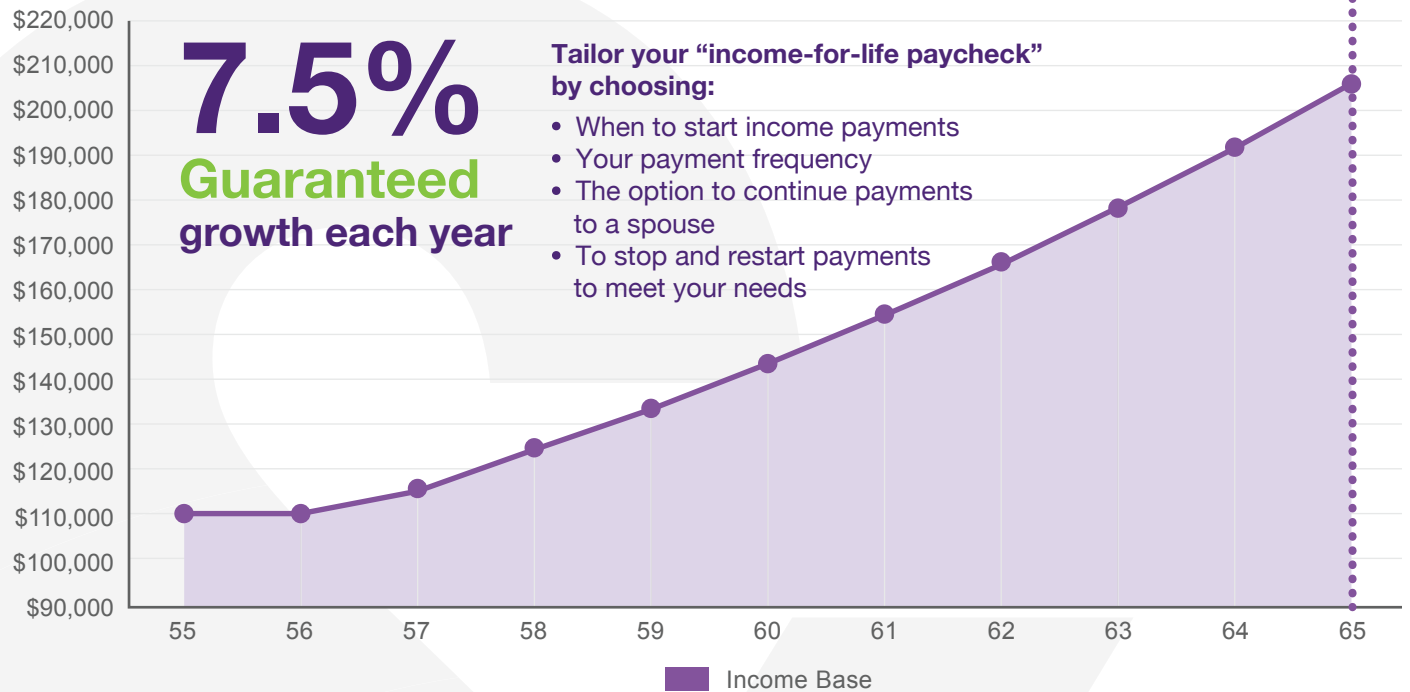 $220,000
$210,000
$200,000
$190,000
$180,000
$170,000
$160,000
$150,000
$140,000
$130,000
$120,000
$110,000
$100,000
$90,000
7.5%
Guaranteed
growth each year
Tailor your “income-for-life paycheck”
by choosing:
• When to start income payments
• Your payment frequency
• The option to continue payments
to a spouse
• To stop and restart payments
to meet your needs
55 56 57 58 59 60 61 62 63 64 65
Income Base